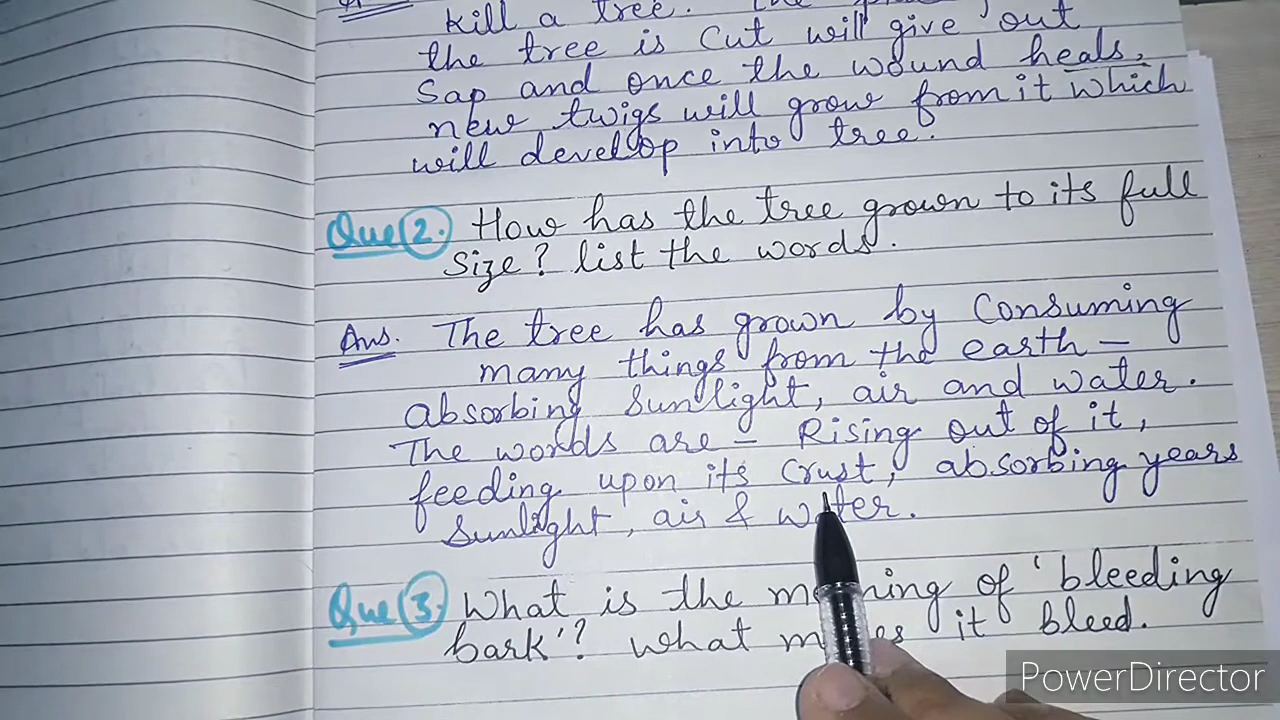 kill a tree. The
the tree is cut will give out
Sap and once the wound heals,
new twigs will grow from it which
will develop into tree.
Que(2. How has the tree grown to its full
Size? list the words.
Ans. The tree has grown by Consuming
many things from the earth –
absorbing sunlight, air and water.
The words are – Rising out of it,
feeding upon its crust, absorbing years
sunlight, air & water.
Que(3. What is the meaning of 'bleeding
bark'? what makes it bleed.
PowerDirector